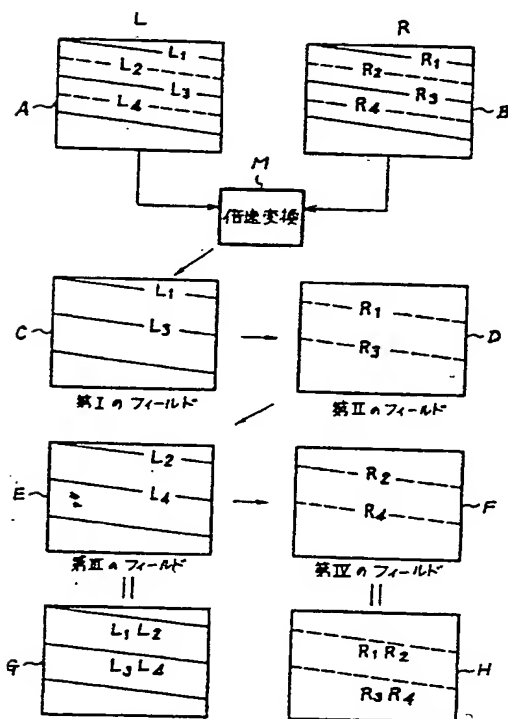 L R
L1 R1
L2 R2
L3 R3
A L4 R4 B
M
倍速変換
L1 R1
C L3 R3 D
第Iのフィールド 第IIのフィールド
L2 R2
E L4 R4 F
第IIIのフィールド 第IVのフィールド
||  ||
L1 L2 R1 R2
G L3 L4 R3 R4 H